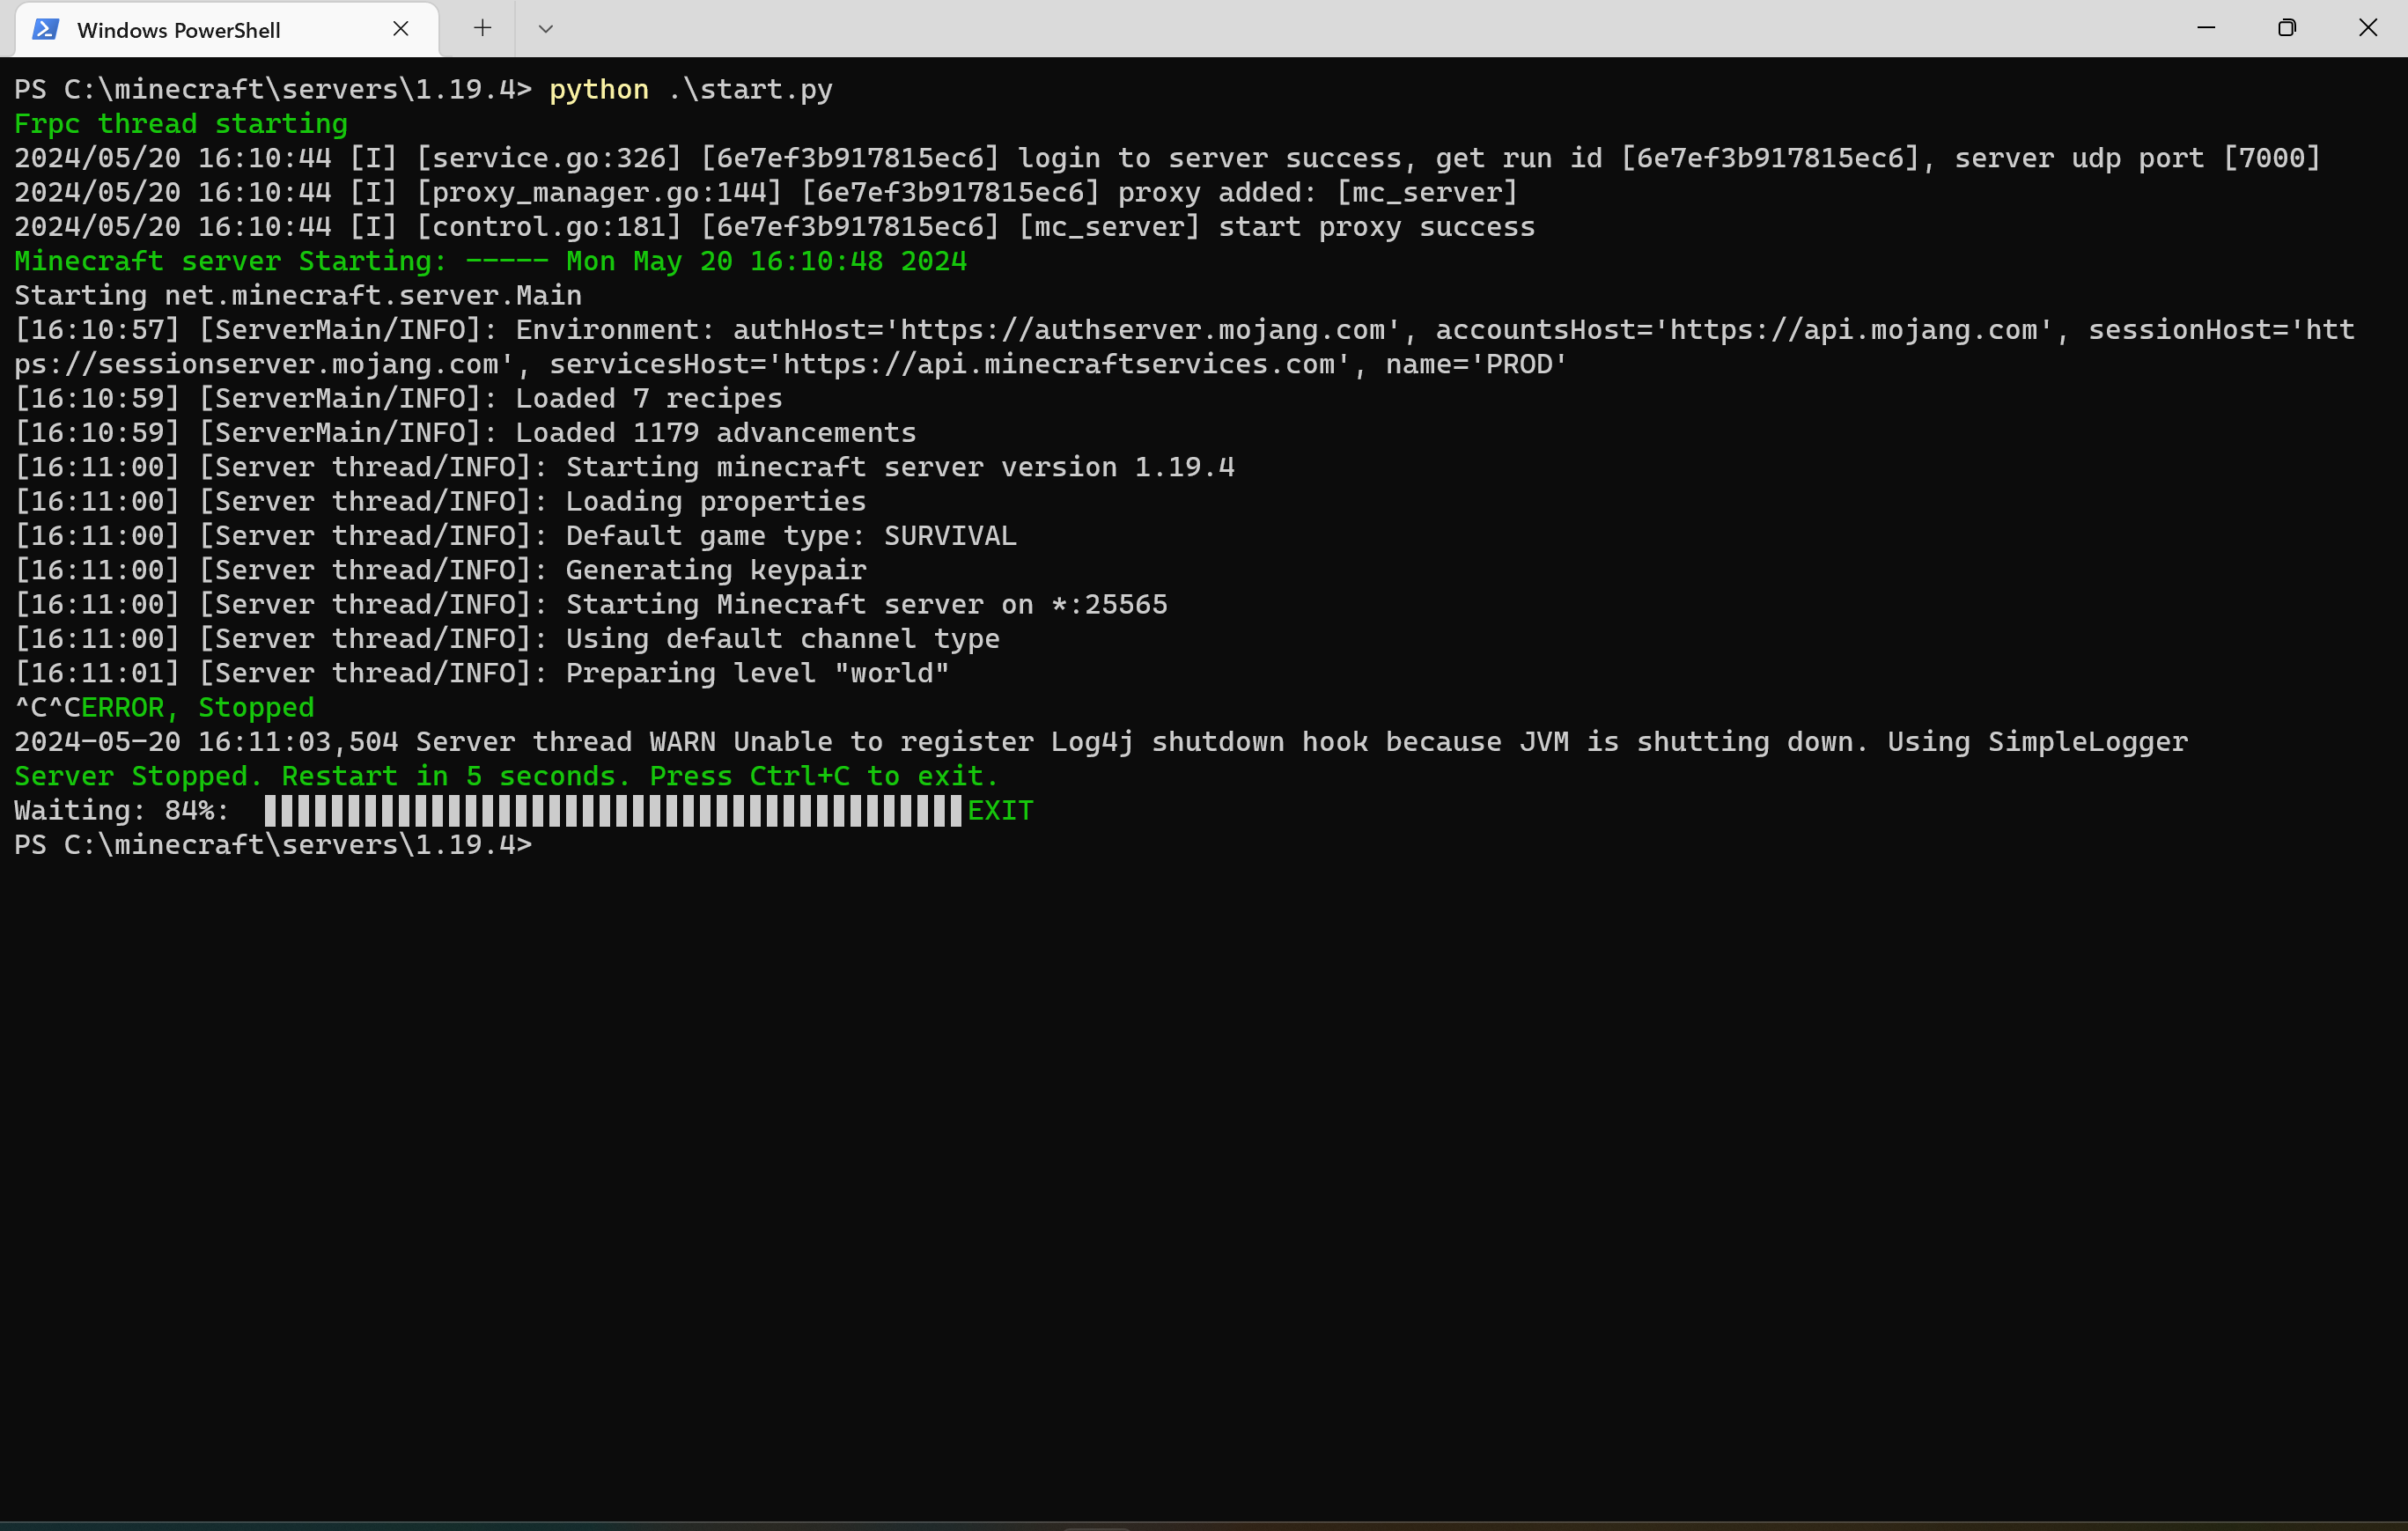 Windows PowerShell
PS C:\minecraft\servers\1.19.4> python .\start.py
Frpc thread starting
2024/05/20 16:10:44 [I] [service.go:326] [6e7ef3b917815ec6] login to server success, get run id [6e7ef3b917815ec6], server udp port [7000]
2024/05/20 16:10:44 [I] [proxy_manager.go:144] [6e7ef3b917815ec6] proxy added: [mc_server]
2024/05/20 16:10:44 [I] [control.go:181] [6e7ef3b917815ec6] [mc_server] start proxy success
Minecraft server Starting: ----- Mon May 20 16:10:48 2024
Starting net.minecraft.server.Main
[16:10:57] [ServerMain/INFO]: Environment: authHost='https://authserver.mojang.com', accountsHost='https://api.mojang.com', sessionHost='htt
ps://sessionserver.mojang.com', servicesHost='https://api.minecraftservices.com', name='PROD'
[16:10:59] [ServerMain/INFO]: Loaded 7 recipes
[16:10:59] [ServerMain/INFO]: Loaded 1179 advancements
[16:11:00] [Server thread/INFO]: Starting minecraft server version 1.19.4
[16:11:00] [Server thread/INFO]: Loading properties
[16:11:00] [Server thread/INFO]: Default game type: SURVIVAL
[16:11:00] [Server thread/INFO]: Generating keypair
[16:11:00] [Server thread/INFO]: Starting Minecraft server on *:25565
[16:11:00] [Server thread/INFO]: Using default channel type
[16:11:01] [Server thread/INFO]: Preparing level "world"
^C^CERROR, Stopped
2024-05-20 16:11:03,504 Server thread WARN Unable to register Log4j shutdown hook because JVM is shutting down. Using SimpleLogger
Server Stopped. Restart in 5 seconds. Press Ctrl+C to exit.
Waiting: 84%: EXIT
PS C:\minecraft\servers\1.19.4>